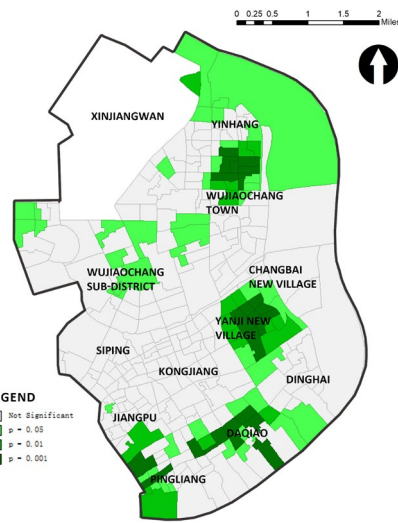 0 0.25 0.5 1 1.5 2
Miles
XINJIANGWAN
YINHANG
WUJIAOCHANG
TOWN
CHANGBAI
NEW VILLAGE
WUJIAOCHANG
SUB-DISTRICT
YANJI NEW
VILLAGE
SIPING
KONGJIANG
DINGHAI
EGEND
Not Significant
p = 0.05
p = 0.01
p = 0.001
JIANGPU
DAQIAO
PINGLIANG